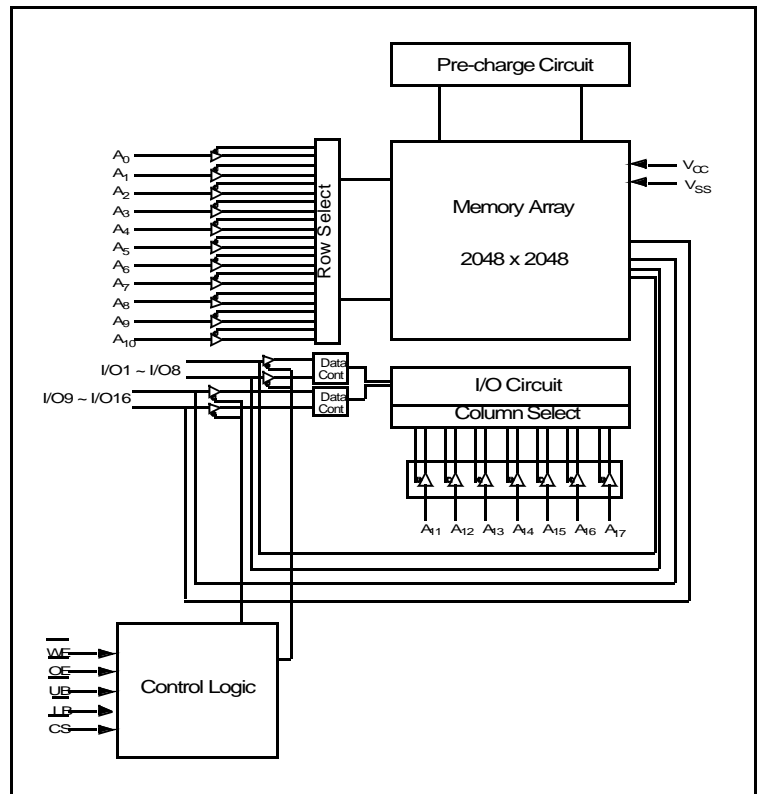 Pre-charge Circuit
A0
A1
A2
A3
A4
A5
A6
A7
A8
A9
A10
Row Select
Memory Array
2048 x 2048
VCC
VSS
I/O1 ~ I/O8
I/O9 ~ I/O16
Data
Cont
Data
Cont
I/O Circuit
Column Select
A11 A12 A13 A14 A15 A16 A17
WE
OE
UB
LB
CS
Control Logic